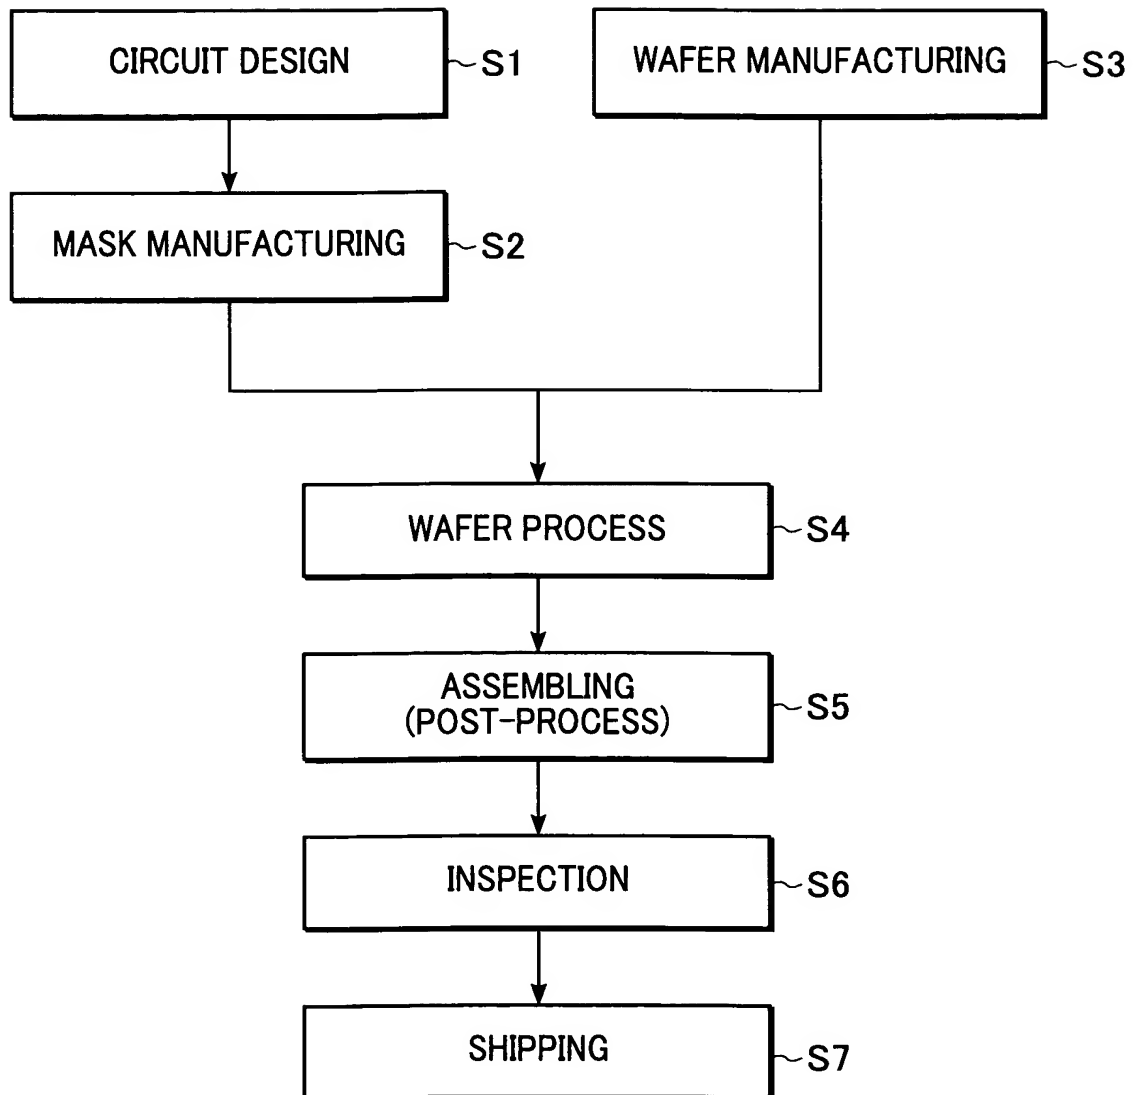 CIRCUIT DESIGN
S1
WAFER MANUFACTURING
S3
MASK MANUFACTURING
S2
WAFER PROCESS
S4
ASSEMBLING
(POST-PROCESS)
S5
INSPECTION
S6
SHIPPING
S7